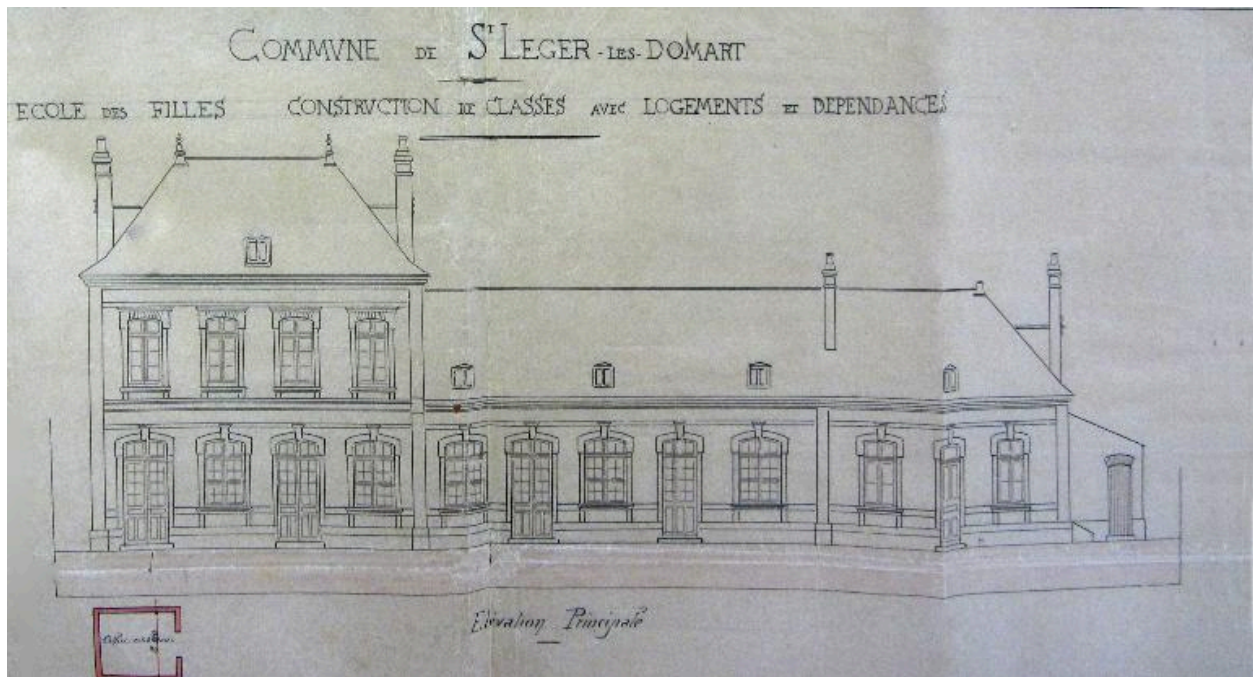 COMMVNE DE ST LEGER-LES-DOMART
ECOLE DES FILLES CONSTRVCTION DE CLASSES AVEC LOGEMENTS ET DEPENDANCES
Elévation Principale